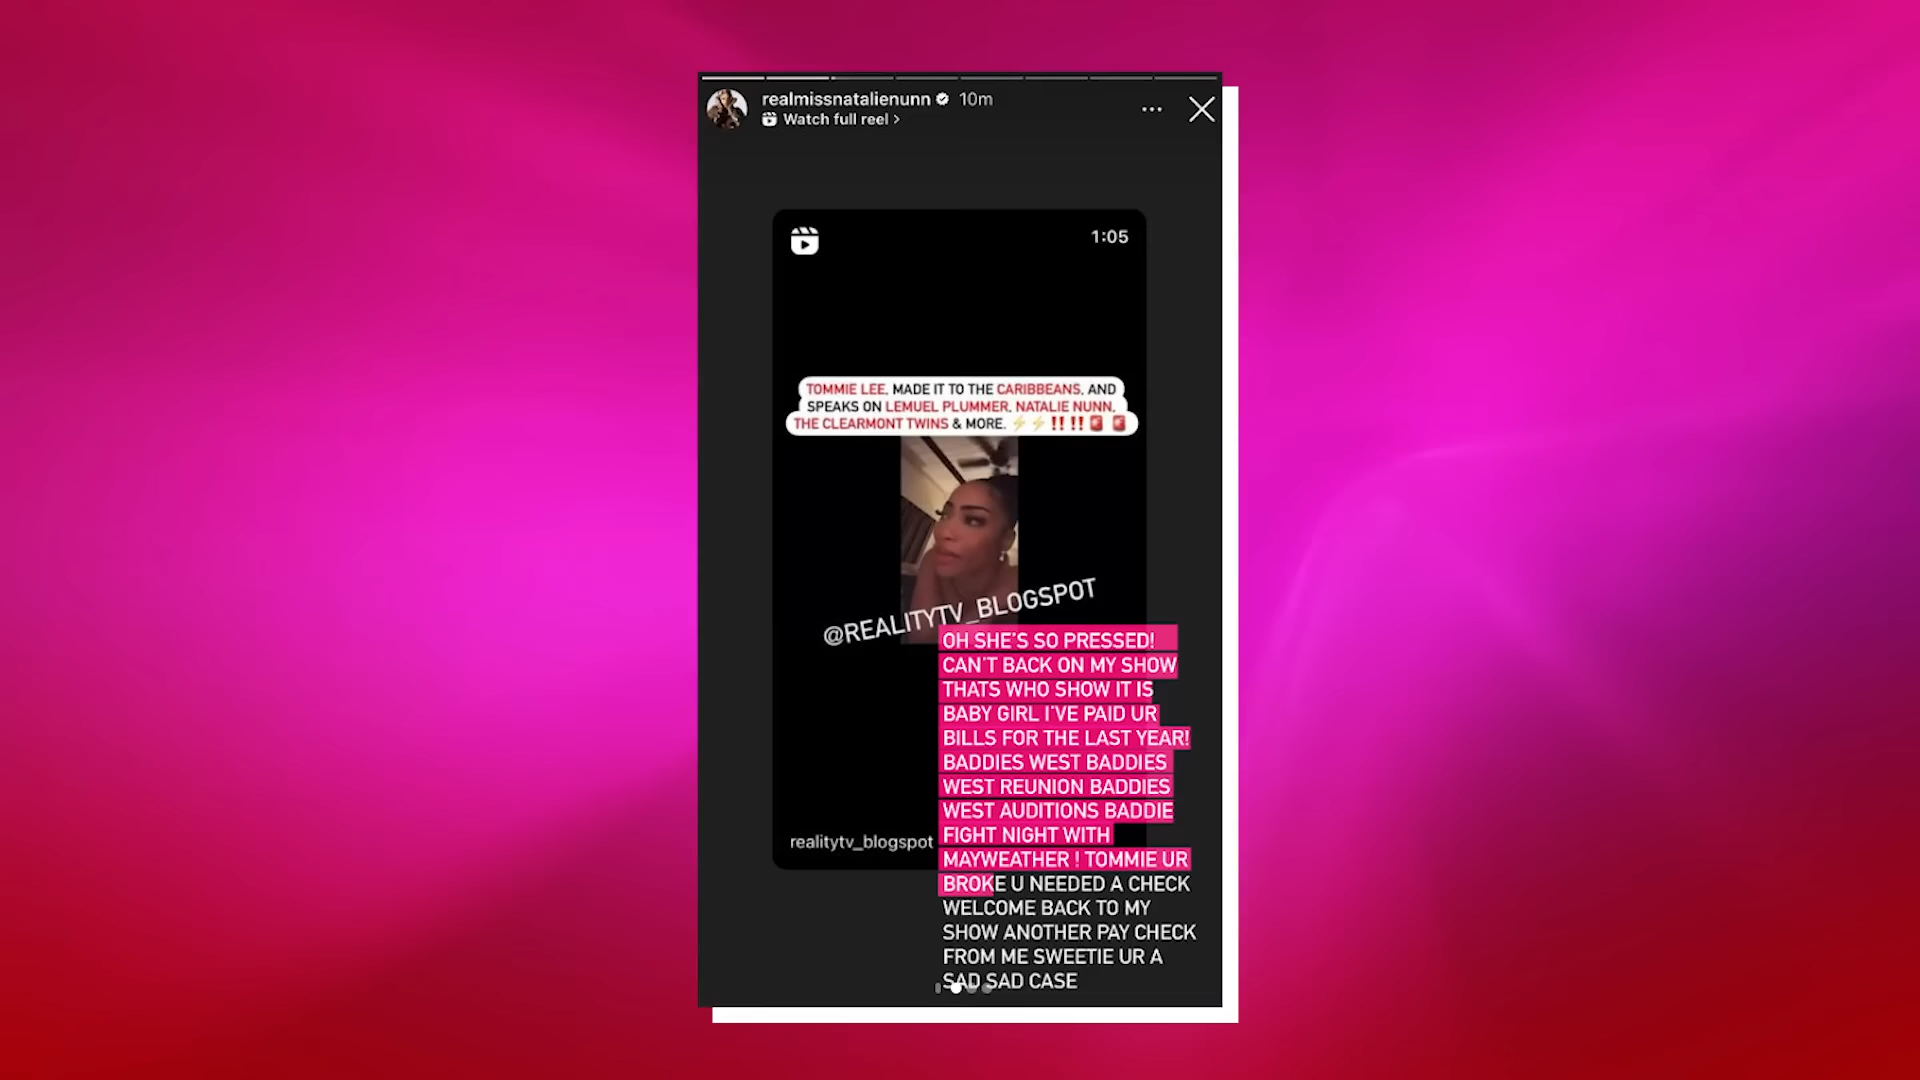 realmissnatalienunn 10m
Watch full reel >
1:05
TOMMIE LEE, MADE IT TO THE CARIBBEANS, AND
SPEAKS ON LEMUEL PLUMMER, NATALIE NUNN,
THE CLEARMONT TWINS & MORE. ⚡⚡‼️‼️🚨🚨
@REALITYTV_BLOGSPOT
OH SHE'S SO PRESSED!
CAN'T BACK ON MY SHOW
THATS WHO SHOW IT IS
BABY GIRL I'VE PAID UR
BILLS FOR THE LAST YEAR!
BADDIES WEST BADDIES
WEST REUNION BADDIES
WEST AUDITIONS BADDIE
FIGHT NIGHT WITH
MAYWEATHER ! TOMMIE UR
BROKE U NEEDED A CHECK
WELCOME BACK TO MY
SHOW ANOTHER PAY CHECK
FROM ME SWEETIE UR A
SAD SAD CASE
realitytv_blogspot